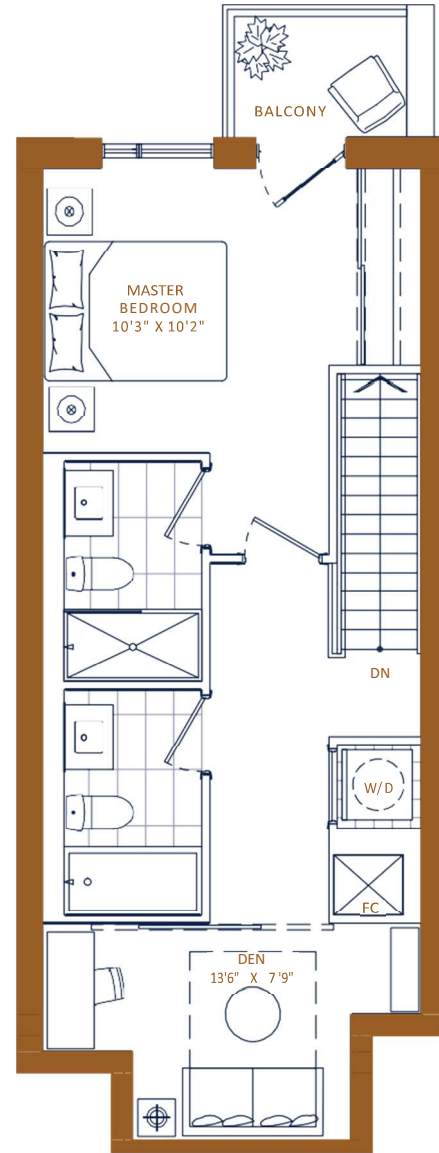 BALCONY
MASTER
BEDROOM
10'3" X 10'2"
DN
W/D
FC
DEN
13'6" X 7'9"